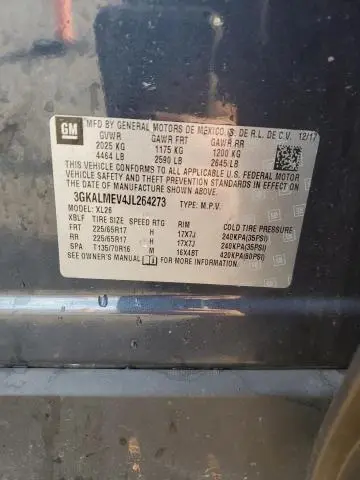 GM
MFD BY GENERAL MOTORS DE MEXICO, S. DE R.L. DE C.V. 12/17
GVWR GAWR FRT GAWR RR
2025 KG 1175 KG 1200 KG
4464 LB 2590 LB 2645 LB
THIS VEHICLE CONFORMS TO ALL APPLICABLE U.S. FEDERAL MOTOR
VEHICLE SAFETY AND THEFT PREVENTION STANDARDS IN EFFECT ON
THE DATE OF MANUFACTURE SHOWN ABOVE.
3GKALMEV4JL264273 TYPE: M.P.V.
MODEL: XL26
XBLF TIRE SIZE SPEED RTG RIM COLD TIRE PRESSURE
FRT 225/65R17 H 17X7J 240KPA(35PSI)
RR 225/65R17 H 17X7J 240KPA(35PSI)
SPA T135/70R16 M 16X4BT 420KPA(60PSI)
SEE OWNER'S MANUAL FOR ADDITIONAL INFORMATION.